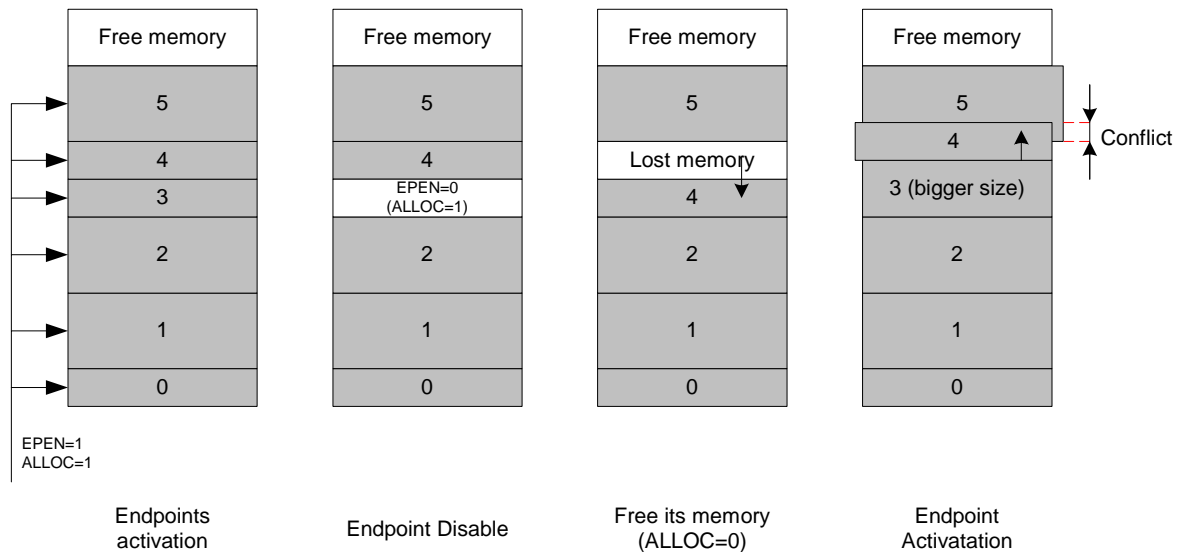 Free memory
5
4
3
2
1
0
EPEN=1
ALLOC=1
Endpoints
activation
Free memory
5
4
EPEN=0
(ALLOC=1)
2
1
0
Endpoint Disable
Free memory
5
Lost memory
4
2
1
0
Free its memory
(ALLOC=0)
Free memory
5
4
Conflict
3 (bigger size)
2
1
0
Endpoint
Activatation